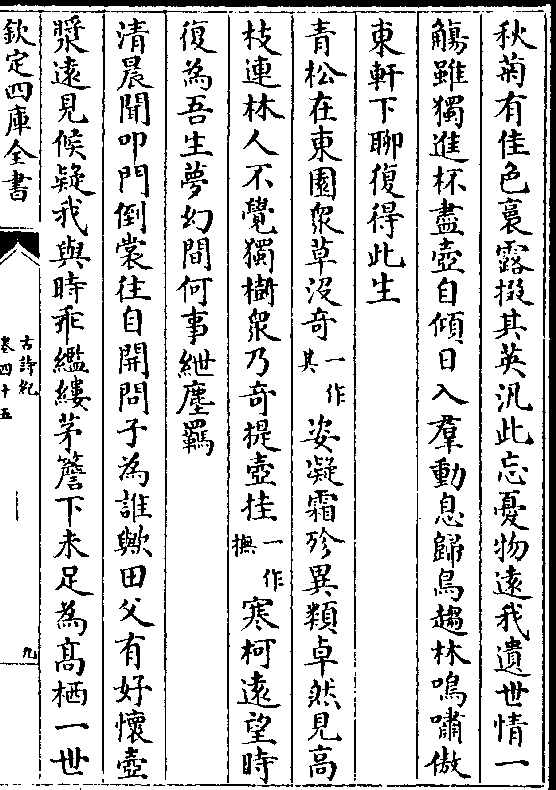 秋菊有佳色裛露掇其英汎此忘憂物遠我遺世情一
觴雖獨進杯盡壺自傾日入羣動息歸鳥趨林鳴嘯傲
東軒下聊復得此生
青松在東園衆草沒奇一作其姿凝霜殄異類卓然見高
枝連林人不覺獨樹衆乃奇提壺挂一作撫寒柯遠望時
復為吾生夢幻間何事紲塵羈
清晨聞叩門倒裳往自開問子為誰歟田父有好懷壺
漿遠見候疑我與時乖繿縷茅簷下未足為髙栖一世
欽定四庫全書
古詩紀
卷四十五
九